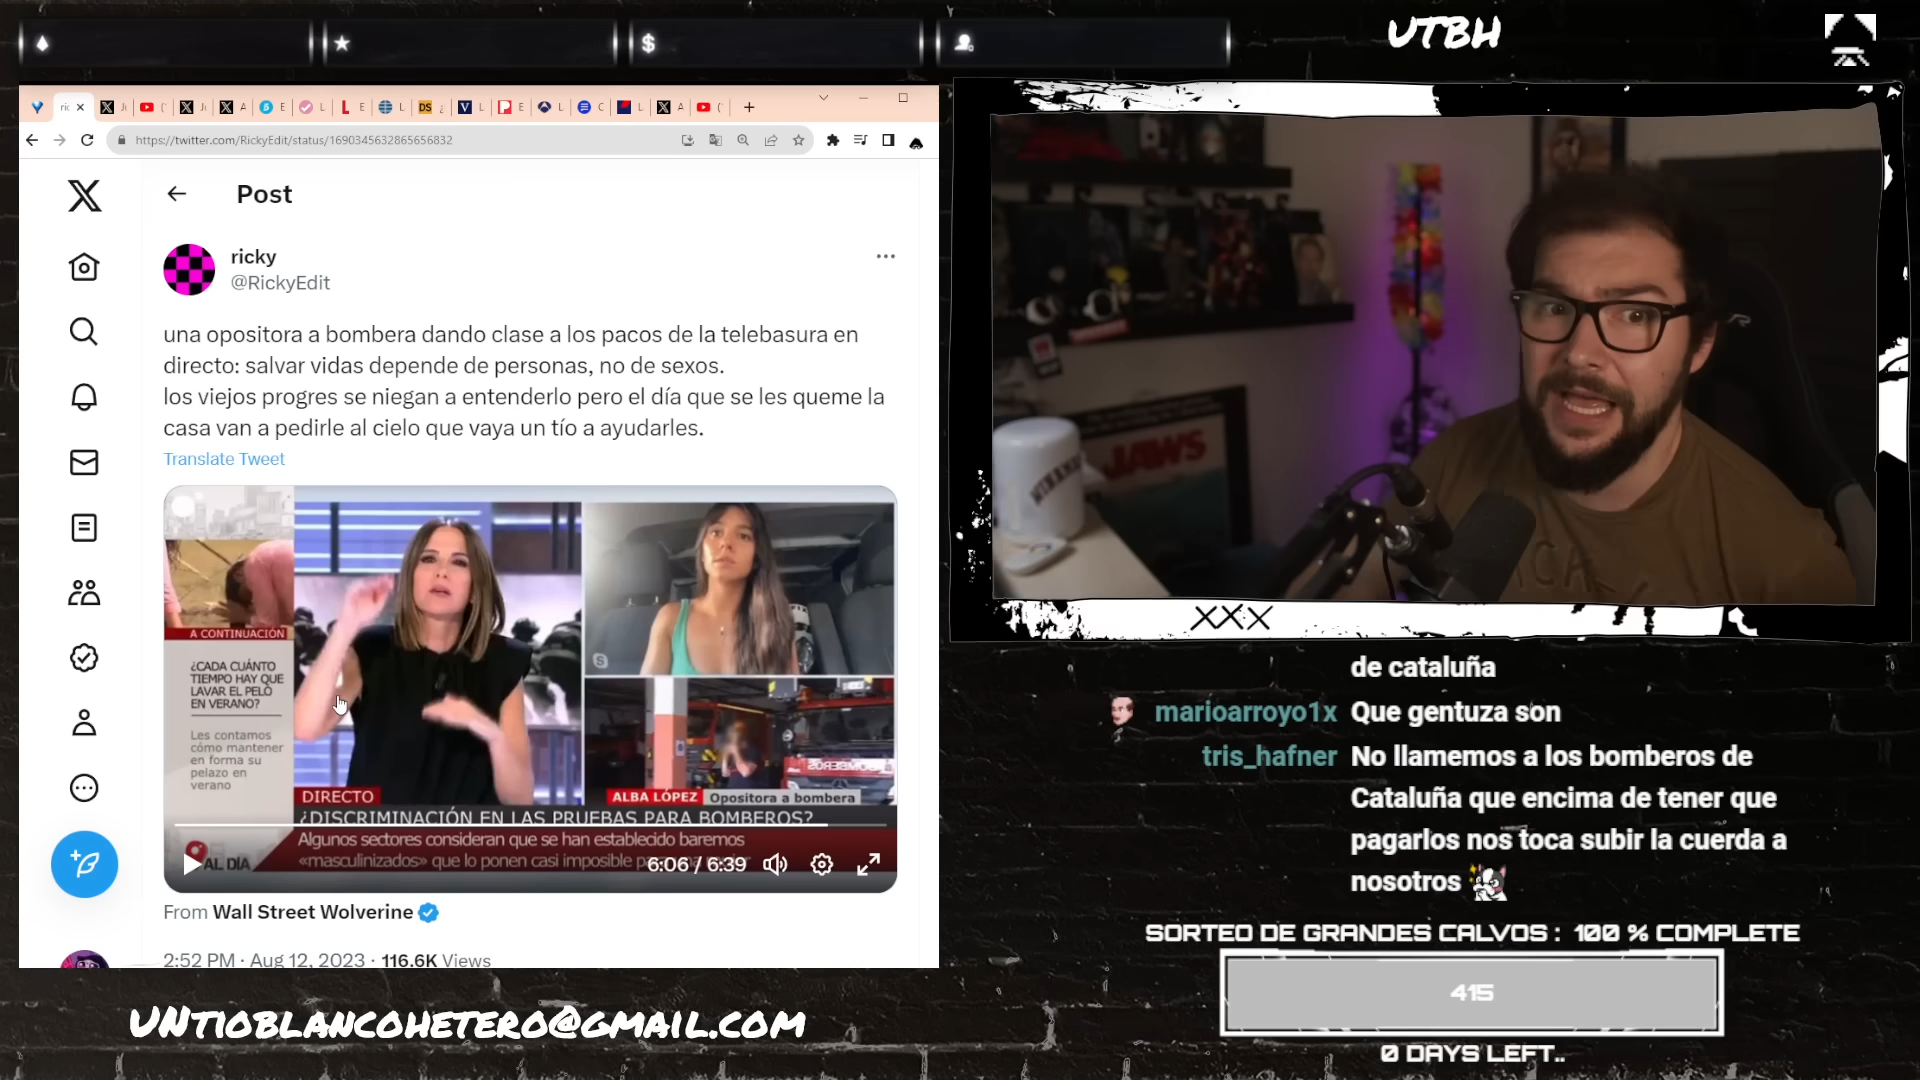 UTBH
https://twitter.com/RickyEdit/status/1690345632865656832
Post
ricky
@RickyEdit
una opositora a bombera dando clase a los pacos de la telebasura en
directo: salvar vidas depende de personas, no de sexos.
los viejos progres se niegan a entenderlo pero el día que se les queme la
casa van a pedirle al cielo que vaya un tío a ayudarles.
Translate Tweet
A CONTINUACIÓN
¿CADA CUÁNTO
TIEMPO HAY QUE
LAVAR EL PELO
EN VERANO?
Les contamos
cómo mantener
en forma su
pelazo en
verano
AL DÍA
DIRECTO
ALBA LÓPEZ Opositora a bombera
¿DISCRIMINACIÓN EN LAS PRUEBAS PARA BOMBEROS?
Algunos sectores consideran que se han establecido baremos
«masculinizados» que lo ponen casi imposible
6:06 / 6:39
From Wall Street Wolverine
2:52 PM · Aug 12, 2023 · 116.6K Views
UNTIOBLANCOHETERO@GMAIL.COM
JAWS
XXX
de cataluña
marioarroyo1x Que gentuza son
tris_hafner No llamemos a los bomberos de
Cataluña que encima de tener que
pagarlos nos toca subir la cuerda a
nosotros
SORTEO DE GRANDES CALVOS : 100 % COMPLETE
415
0 DAYS LEFT..